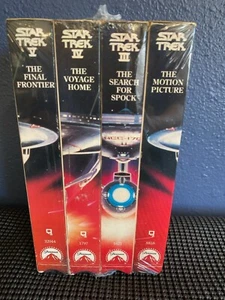 STAR
TREK
V
THE
FINAL
FRONTIER
STAR
TREK
IV
THE
VOYAGE
HOME
STAR
TREK
III
THE
SEARCH
FOR
SPOCK
STAR
TREK
THE
MOTION
PICTURE